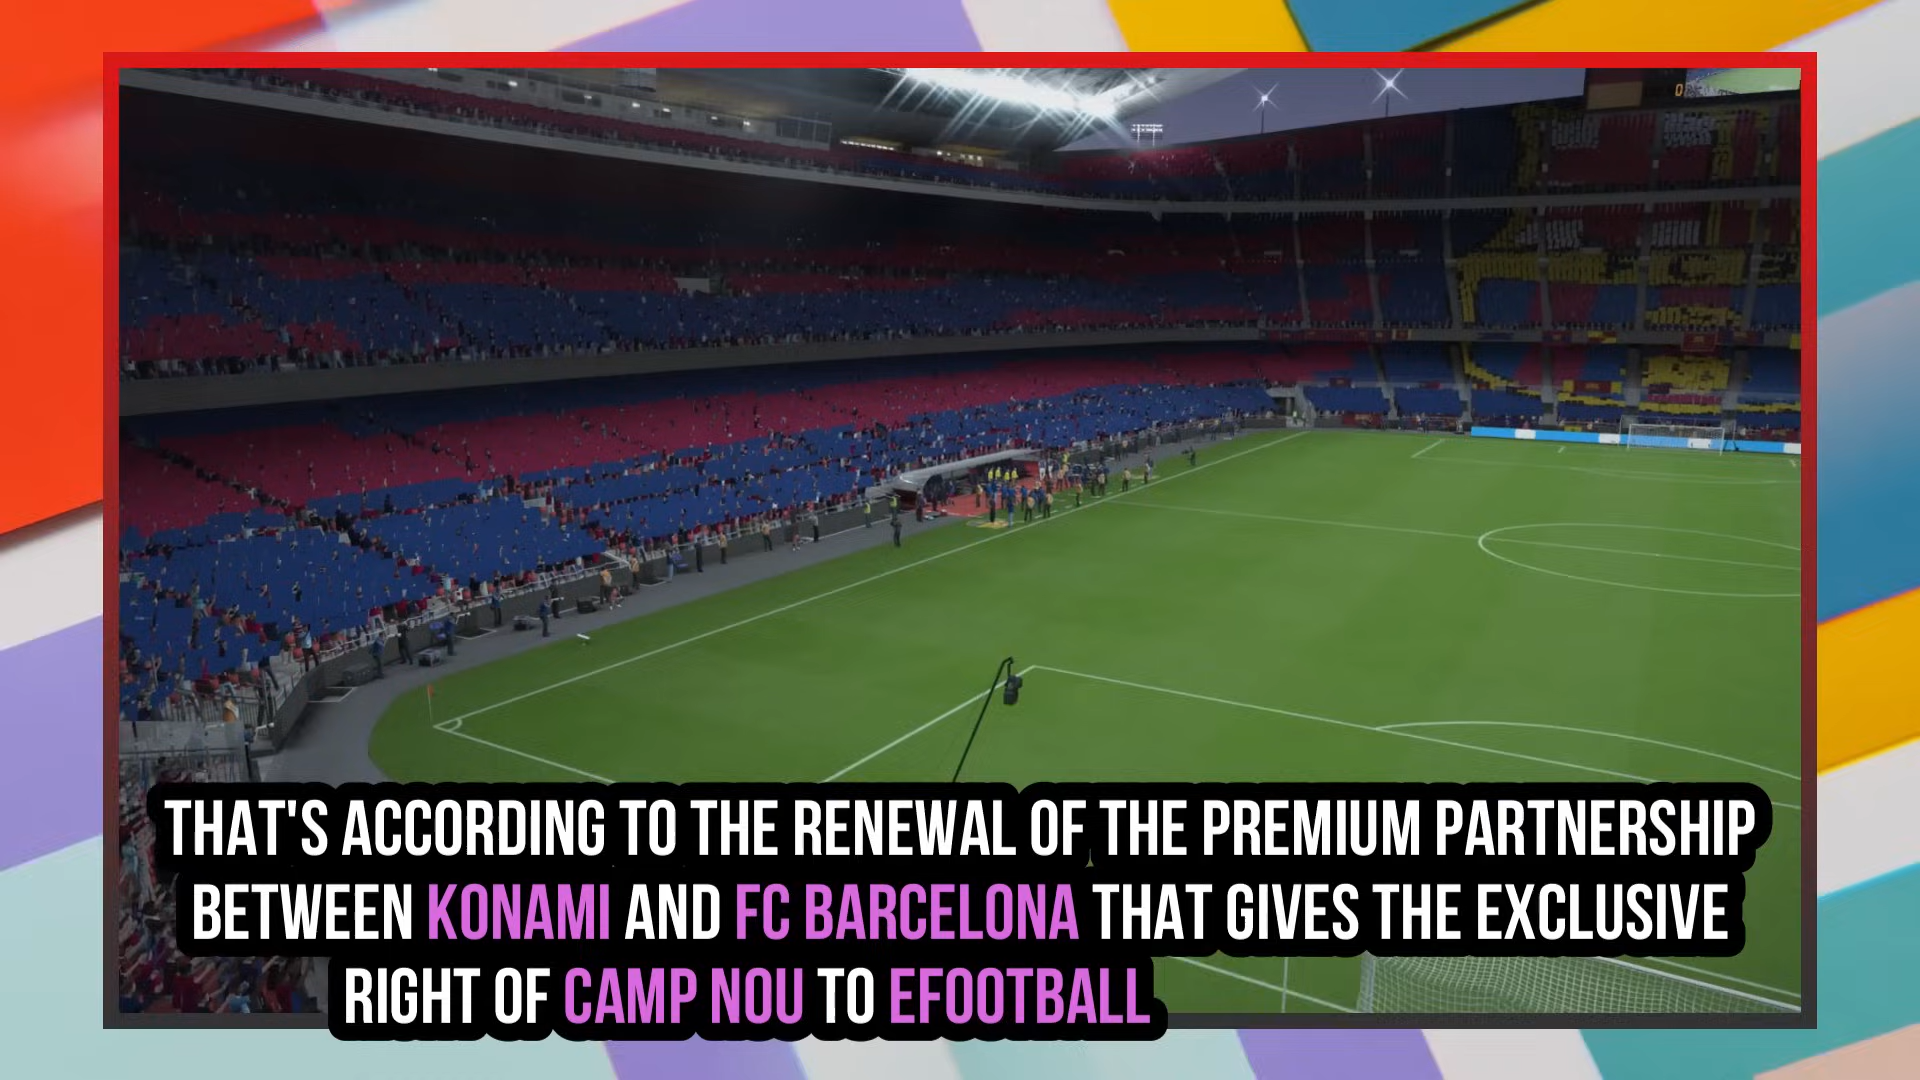 THAT'S ACCORDING TO THE RENEWAL OF THE PREMIUM PARTNERSHIP
BETWEEN KONAMI AND FC BARCELONA THAT GIVES THE EXCLUSIVE
RIGHT OF CAMP NOU TO EFOOTBALL